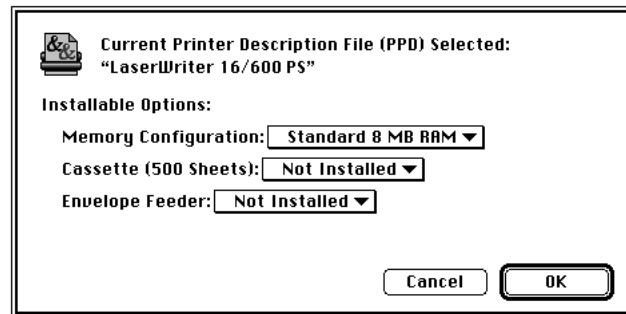 Current Printer Description File (PPD) Selected:
“LaserWriter 16/600 PS”
Installable Options:
Memory Configuration: Standard 8 MB RAM
Cassette (500 Sheets): Not Installed
Envelope Feeder: Not Installed
Cancel OK